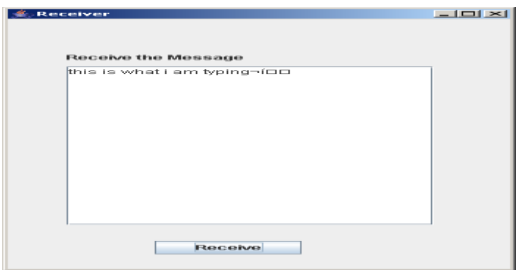 Receiver
Receive the Message
this is what i am typing¬í□□
Receive